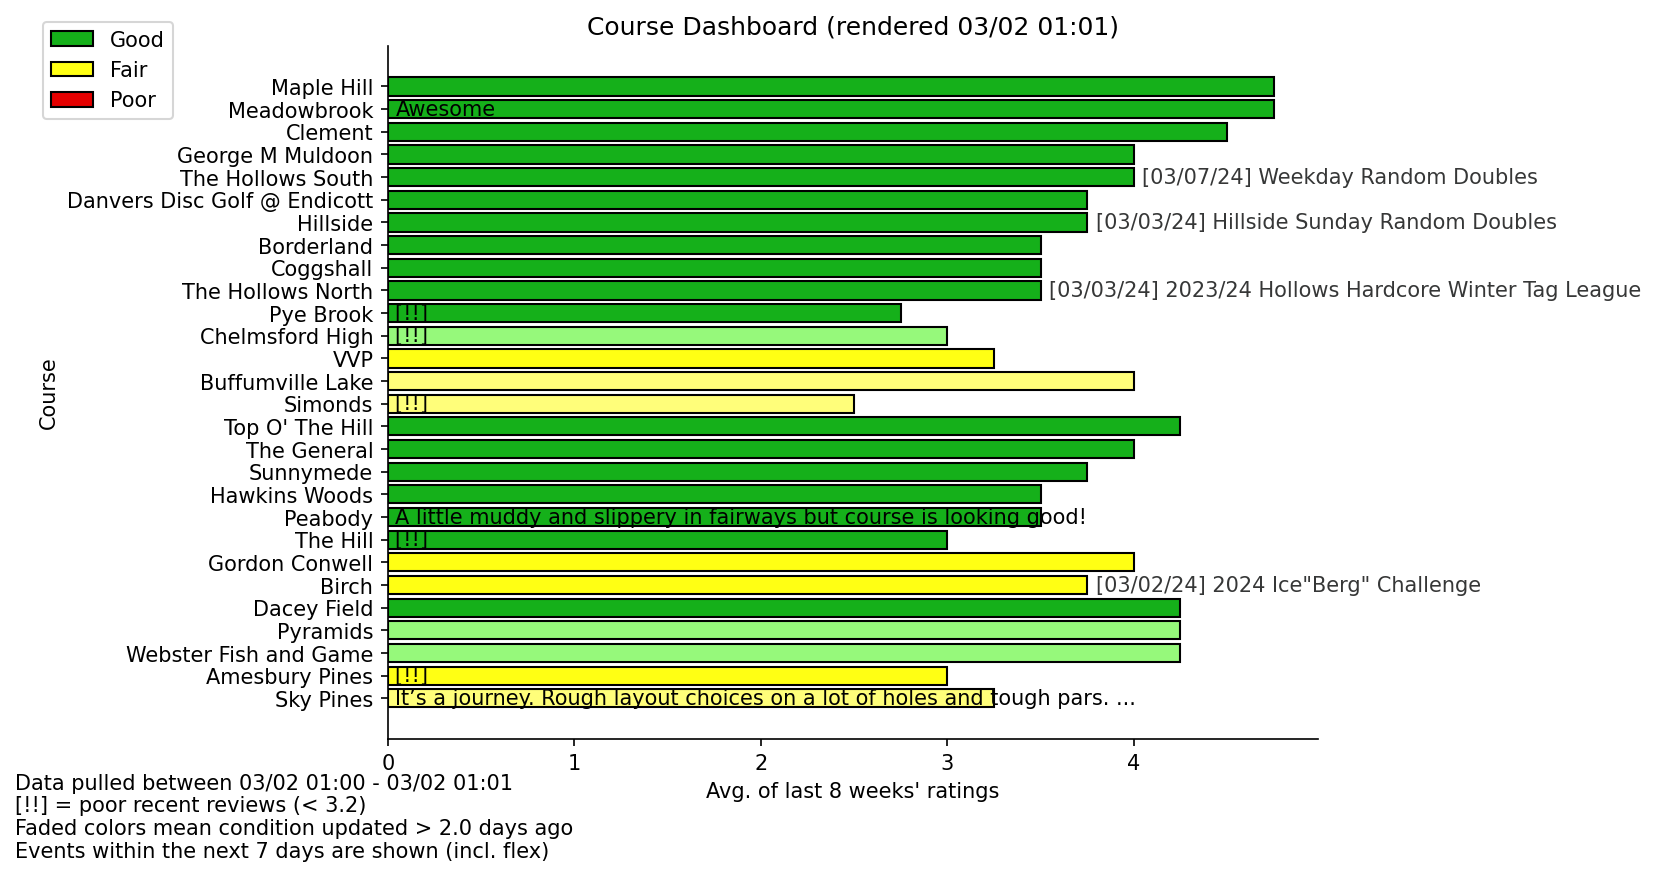 Course Dashboard (rendered 03/02 01:01)
Good
Fair
Poor
Maple Hill
Meadowbrook Awesome
Clement
George M Muldoon
The Hollows South [03/07/24] Weekday Random Doubles
Danvers Disc Golf @ Endicott
Hillside [03/03/24] Hillside Sunday Random Doubles
Borderland
Coggshall
The Hollows North [03/03/24] 2023/24 Hollows Hardcore Winter Tag League
Pye Brook [!!]
Chelmsford High [!!]
VVP
Buffumville Lake
Simonds [!!]
Top O' The Hill
The General
Sunnymede
Hawkins Woods
Peabody A little muddy and slippery in fairways but course is looking good!
The Hill [!!]
Gordon Conwell
Birch [03/02/24] 2024 Ice"Berg" Challenge
Dacey Field
Pyramids
Webster Fish and Game
Amesbury Pines [!!]
Sky Pines It’s a journey. Rough layout choices on a lot of holes and tough pars. ...
Course
0 1 2 3 4
Avg. of last 8 weeks' ratings
Data pulled between 03/02 01:00 - 03/02 01:01
[!!] = poor recent reviews (< 3.2)
Faded colors mean condition updated > 2.0 days ago
Events within the next 7 days are shown (incl. flex)